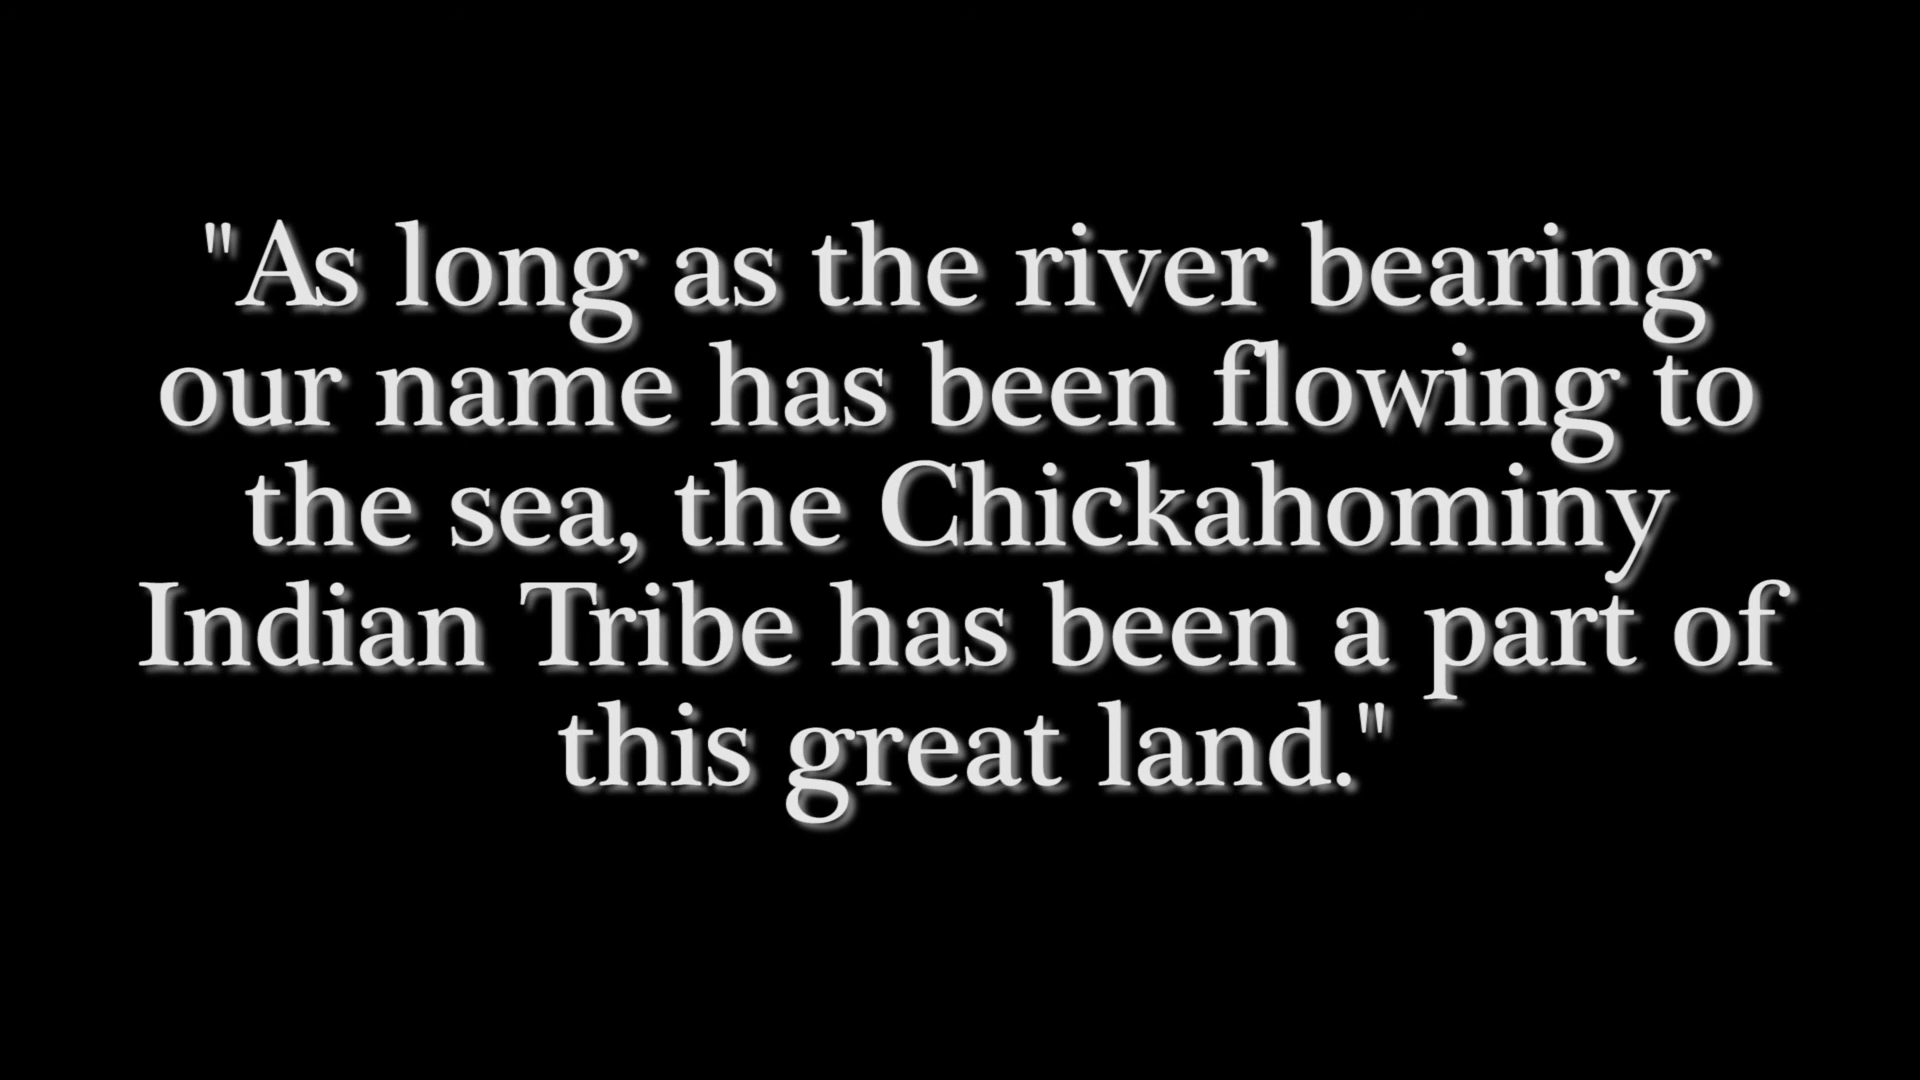 "As long as the river bearing
our name has been flowing to
the sea, the Chickahominy
Indian Tribe has been a part of
this great land."